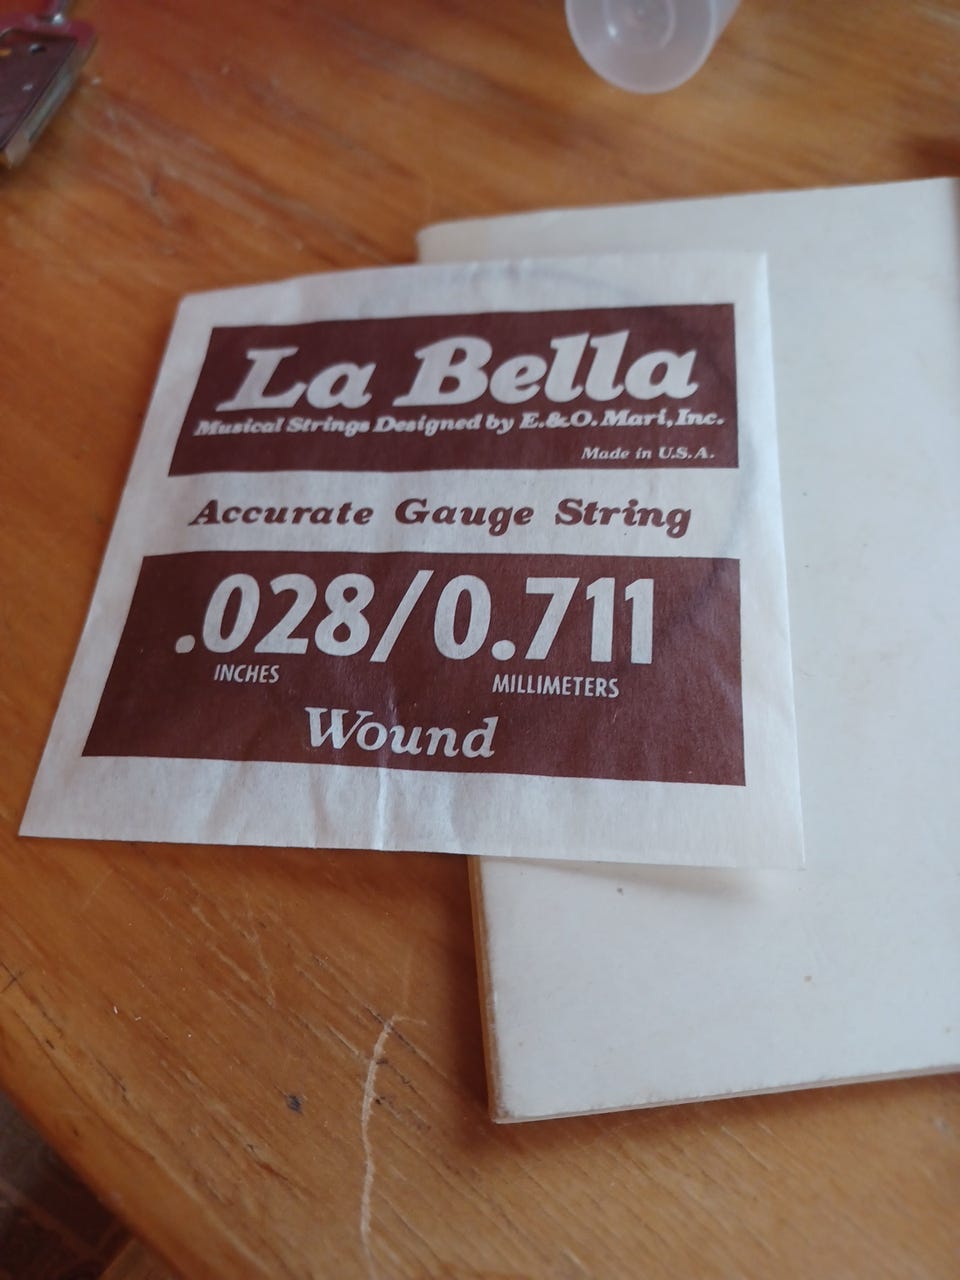 La Bella
Musical Strings Designed by E.&O. Mari, Inc.
Made in U.S.A.
Accurate Gauge String
.028/0.711
INCHES MILLIMETERS
Wound